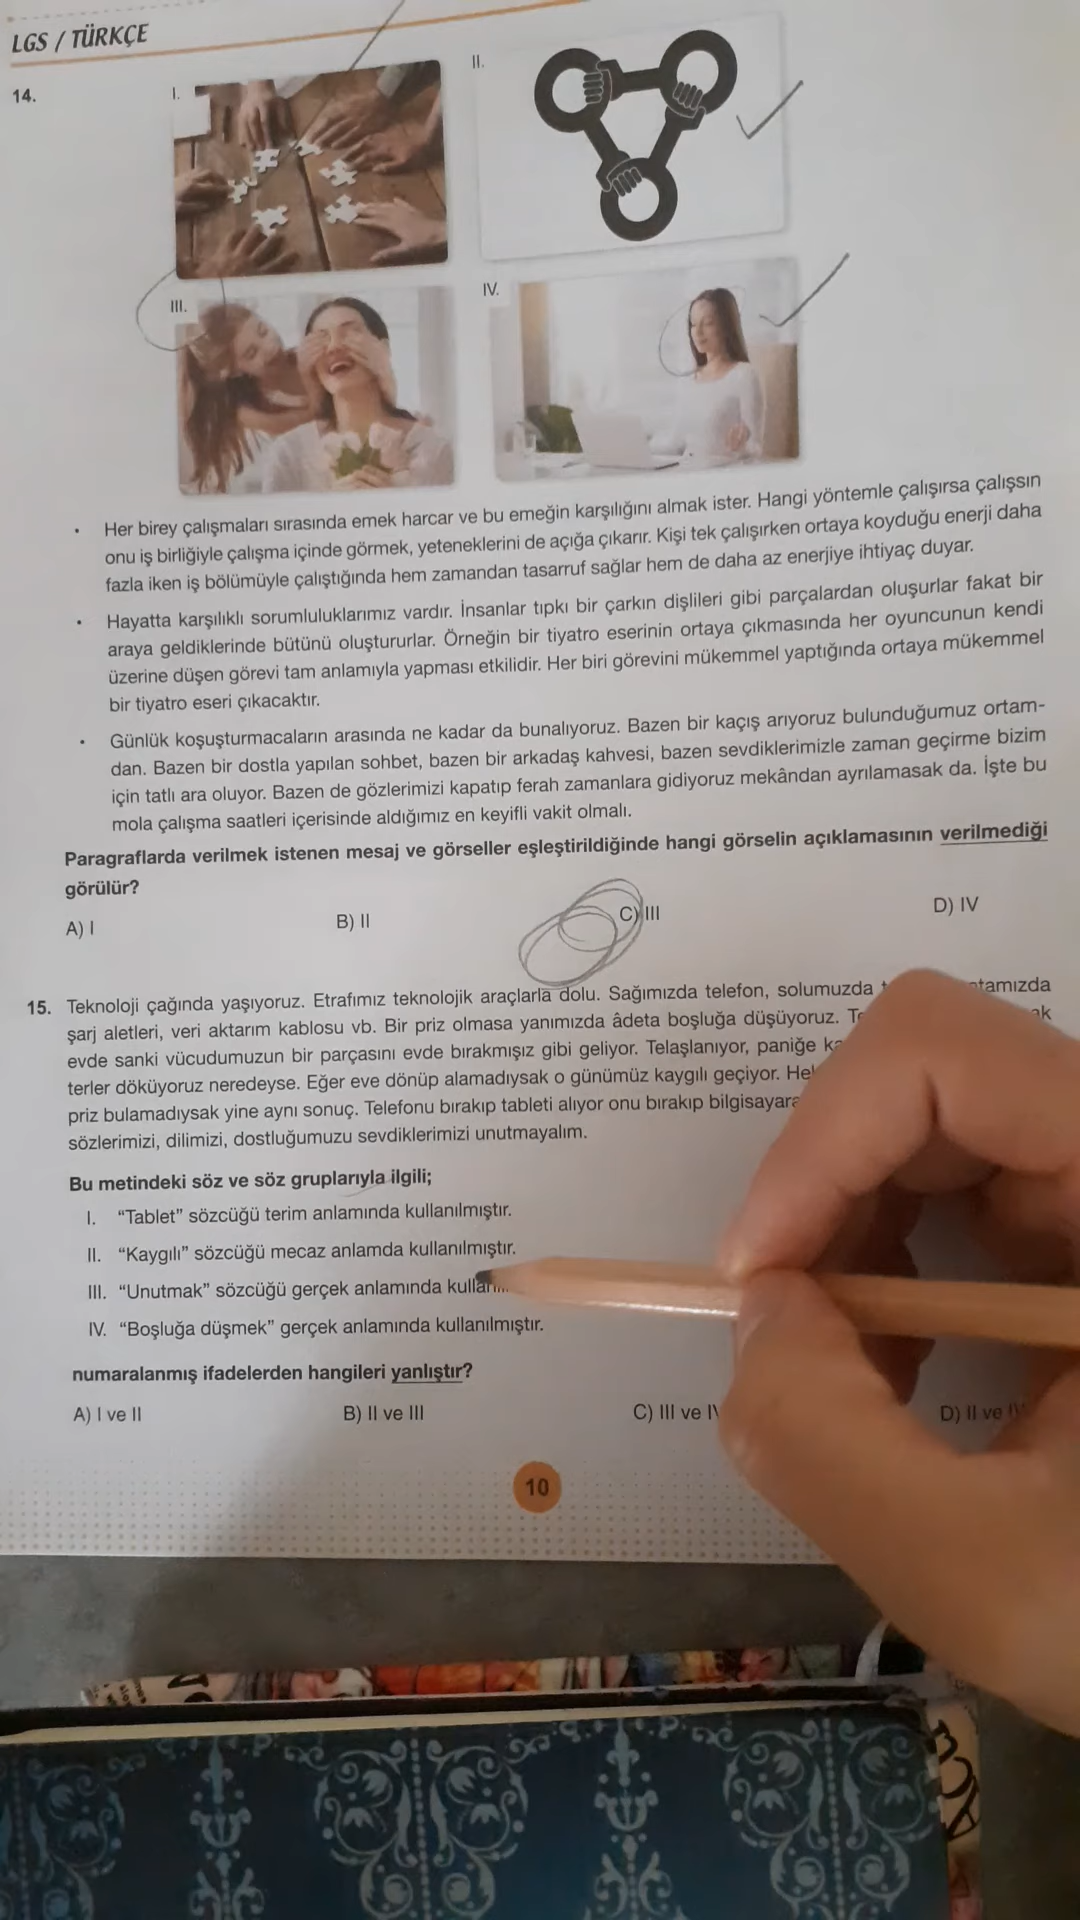 LGS / TÜRKÇE
14.
I.
II.
III.
IV.
• Her birey çalışmaları sırasında emek harcar ve bu emeğin karşılığını almak ister. Hangi yöntemle çalışırsa çalışsın
onu iş birliğiyle çalışma içinde görmek, yeteneklerini de açığa çıkarır. Kişi tek çalışırken ortaya koyduğu enerji daha
fazla iken iş bölümüyle çalıştığında hem zamandan tasarruf sağlar hem de daha az enerjiye ihtiyaç duyar.
• Hayatta karşılıklı sorumluluklarımız vardır. İnsanlar tıpkı bir çarkın dişlileri gibi parçalardan oluşurlar fakat bir
araya geldiklerinde bütünü oluştururlar. Örneğin bir tiyatro eserinin ortaya çıkmasında her oyuncunun kendi
üzerine düşen görevi tam anlamıyla yapması etkilidir. Her biri görevini mükemmel yaptığında ortaya mükemmel
bir tiyatro eseri çıkacaktır.
• Günlük koşuşturmacaların arasında ne kadar da bunalıyoruz. Bazen bir kaçış arıyoruz bulunduğumuz ortam-
dan. Bazen bir dostla yapılan sohbet, bazen bir arkadaş kahvesi, bazen sevdiklerimizle zaman geçirme bizim
için tatlı ara oluyor. Bazen de gözlerimizi kapatıp ferah zamanlara gidiyoruz mekândan ayrılamasak da. İşte bu
mola çalışma saatleri içerisinde aldığımız en keyifli vakit olmalı.
Paragraflarda verilmek istenen mesaj ve görseller eşleştirildiğinde hangi görselin açıklamasının verilmediği
görülür?
A) I
B) II
C) III
D) IV
15. Teknoloji çağında yaşıyoruz. Etrafımız teknolojik araçlarla dolu. Sağımızda telefon, solumuzda
şarj aletleri, veri aktarım kablosu vb. Bir priz olmasa yanımızda âdeta boşluğa düşüyoruz.
evde sanki vücudumuzun bir parçasını evde bırakmışız gibi geliyor. Telaşlanıyor, paniğe
terler döküyoruz neredeyse. Eğer eve dönüp alamadıysak o günümüz kaygılı geçiyor.
priz bulamadıysak yine aynı sonuç. Telefonu bırakıp tableti alıyor onu bırakıp
sözlerimizi, dilimizi, dostluğumuzu sevdiklerimizi unutmayalım.
Bu metindeki söz ve söz gruplarıyla ilgili;
I. “Tablet” sözcüğü terim anlamında kullanılmıştır.
II. “Kaygılı” sözcüğü mecaz anlamda kullanılmıştır.
III. “Unutmak” sözcüğü gerçek anlamında
IV. “Boşluğa düşmek” gerçek anlamında kullanılmıştır.
numaralanmış ifadelerden hangileri yanlıştır?
A) I ve II
B) II ve III
C) III ve
D) II ve
10